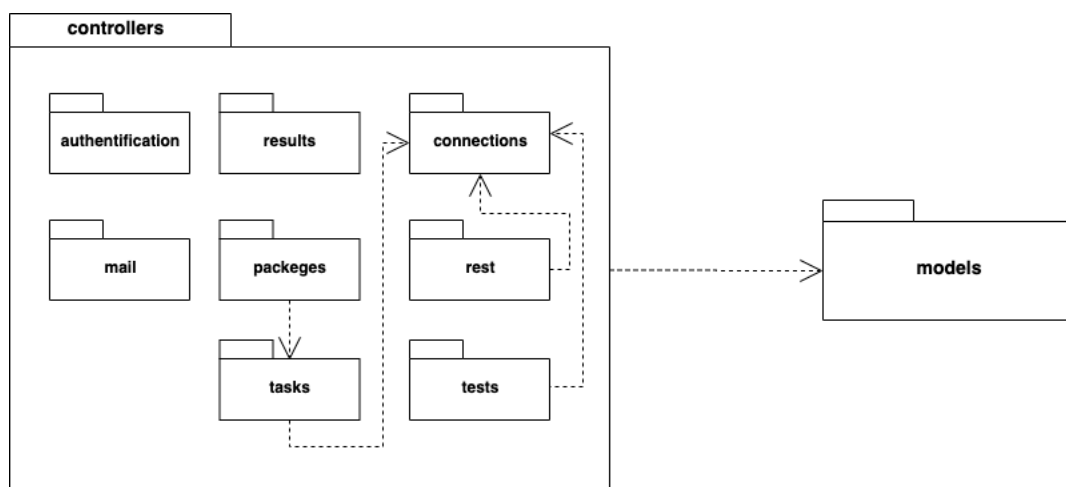 controllers
authentification
results
connections
mail
packeges
rest
models
tasks
tests